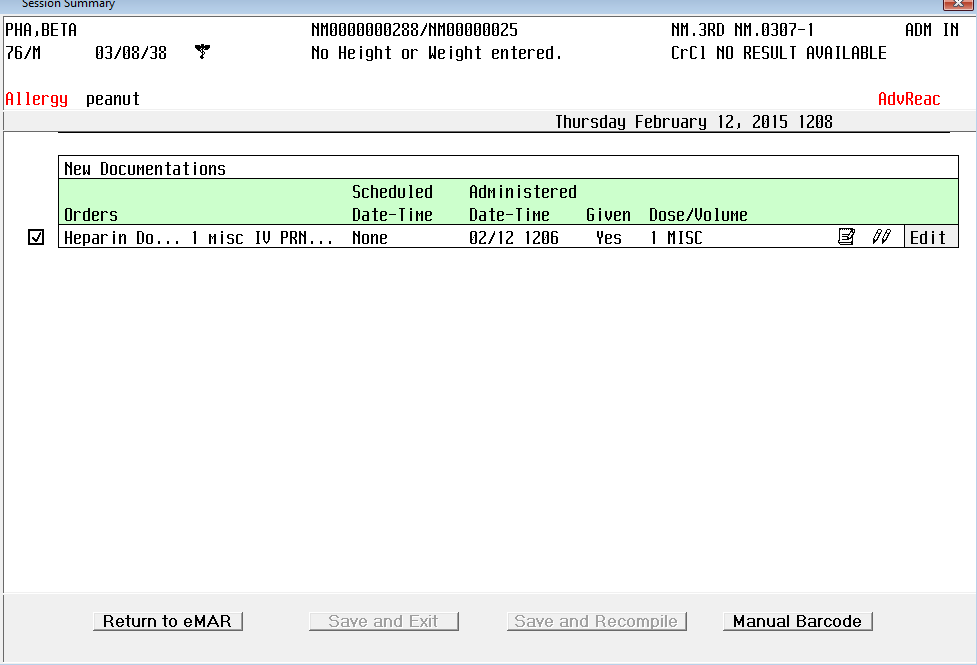 Session Summary
PHA,BETA NM0000000288/NM00000025 NM.3RD NM.0307-1 ADM IN
76/M 03/08/38 No Height or Weight entered. CrCl NO RESULT AVAILABLE
Allergy peanut AdvReac
Thursday February 12, 2015 1208
New Documentations
Scheduled Administered
Orders Date-Time Date-Time Given Dose/Volume
Heparin Do... 1 misc IV PRN... None 02/12 1206 Yes 1 MISC Edit
Return to eMAR Save and Exit Save and Recompile Manual Barcode